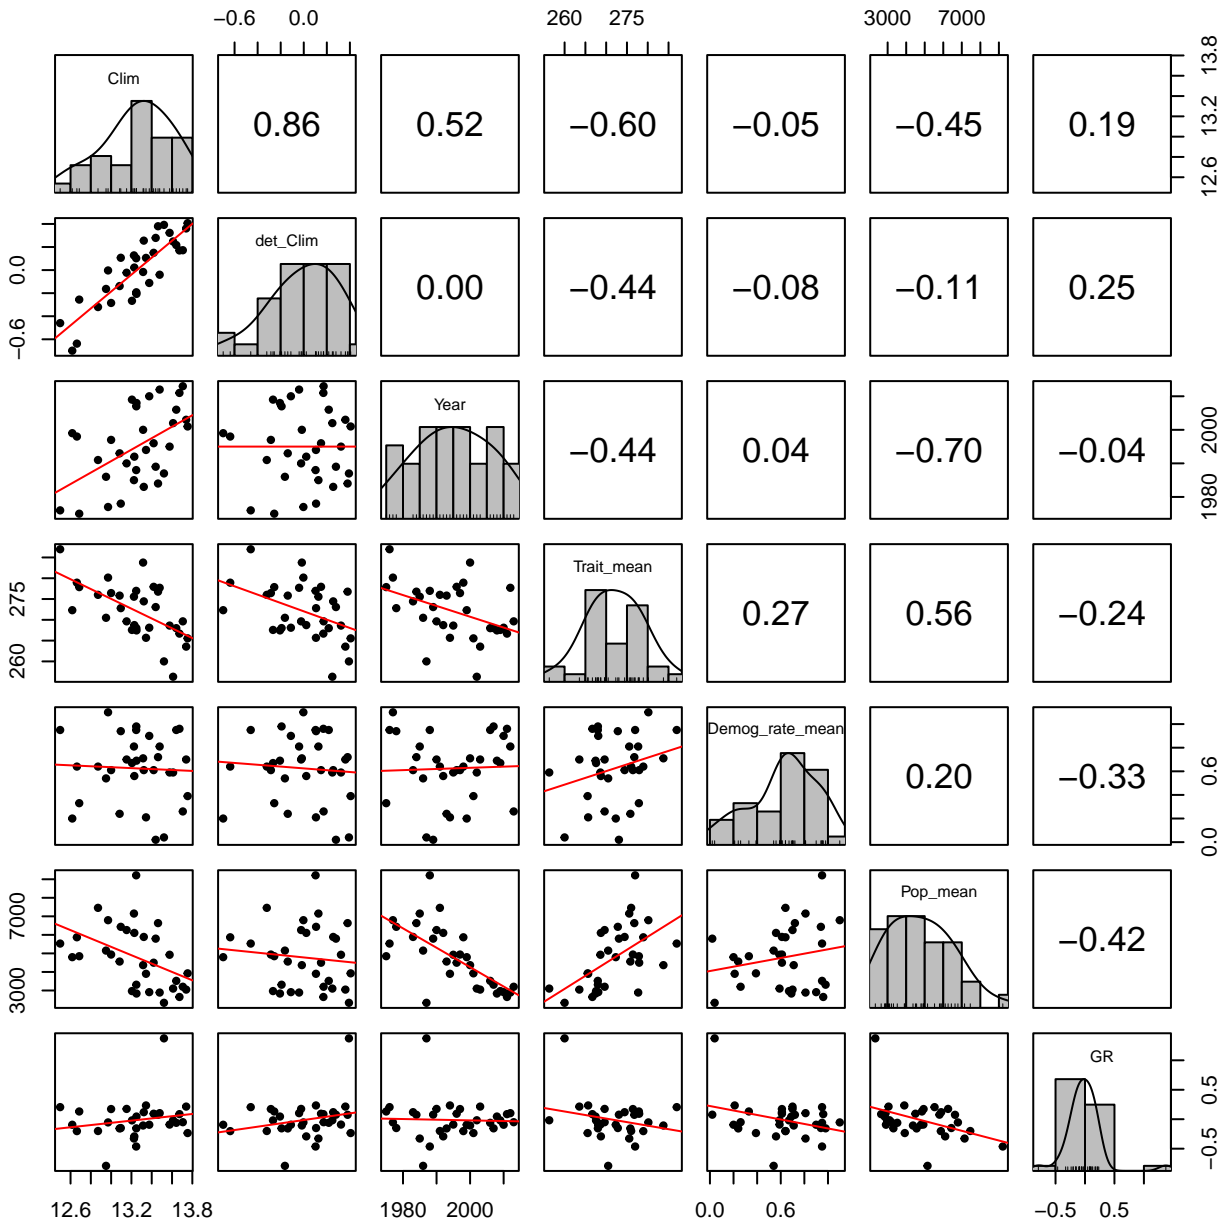 −0.6 0.0 260 275 3000 7000
Clim 0.86 0.52 −0.60 −0.05 −0.45 0.19 12.6 13.2 13.8
−0.6 0.0 det_Clim 0.00 −0.44 −0.08 −0.11 0.25
Year −0.44 0.04 −0.70 −0.04 1980 2000
260 275 Trait_mean 0.27 0.56 −0.24
Demog_rate_mean 0.20 −0.33 0.0 0.6
3000 7000 Pop_mean −0.42
GR −0.5 0.5
12.6 13.2 13.8 1980 2000 0.0 0.6 −0.5 0.5